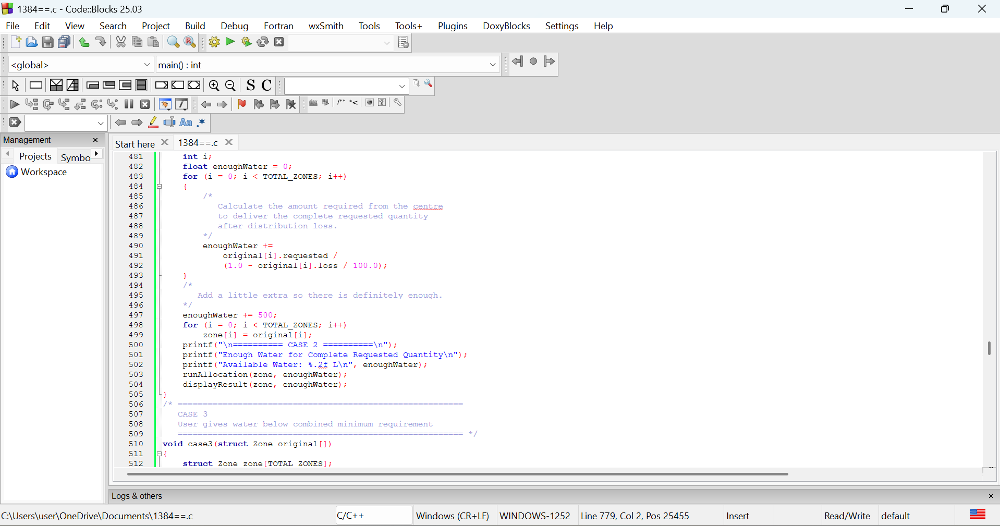 1384==.c - Code::Blocks 25.03
File Edit View Search Project Build Debug Fortran wxSmith Tools Tools+ Plugins DoxyBlocks Settings Help
<global> main() : int
S C
/** *<
Aa .*
Management
Projects Symbo
Workspace
Start here 1384==.c
481 int i;
482 float enoughWater = 0;
483 for (i = 0; i < TOTAL_ZONES; i++)
484 {
485 /*
486 Calculate the amount required from the centre
487 to deliver the complete requested quantity
488 after distribution loss.
489 */
490 enoughWater +=
491 original[i].requested /
492 (1.0 - original[i].loss / 100.0);
493 }
494 /*
495 Add a little extra so there is definitely enough.
496 */
497 enoughWater += 500;
498 for (i = 0; i < TOTAL_ZONES; i++)
499 zone[i] = original[i];
500 printf("\n========== CASE 2 ==========\n");
501 printf("Enough Water for Complete Requested Quantity\n");
502 printf("Available Water: %.2f L\n", enoughWater);
503 runAllocation(zone, enoughWater);
504 displayResult(zone, enoughWater);
505 }
506 /* =========================================================
507 CASE 3
508 User gives water below combined minimum requirement
509 ========================================================= */
510 void case3(struct Zone original[])
511 {
512 struct Zone zone[TOTAL_ZONES];
Logs & others
C:\Users\user\OneDrive\Documents\1384==.c C/C++ Windows (CR+LF) WINDOWS-1252 Line 779, Col 2, Pos 25455 Insert Read/Write default